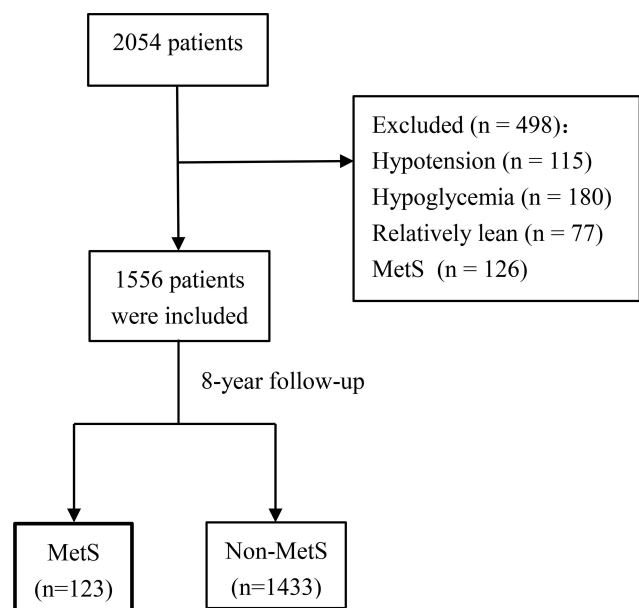 2054 patients
Excluded (n = 498)：
Hypotension (n = 115)
Hypoglycemia (n = 180)
Relatively lean (n = 77)
MetS  (n = 126)
1556 patients
were included
8-year follow-up
MetS
(n=123)
Non-MetS
(n=1433)